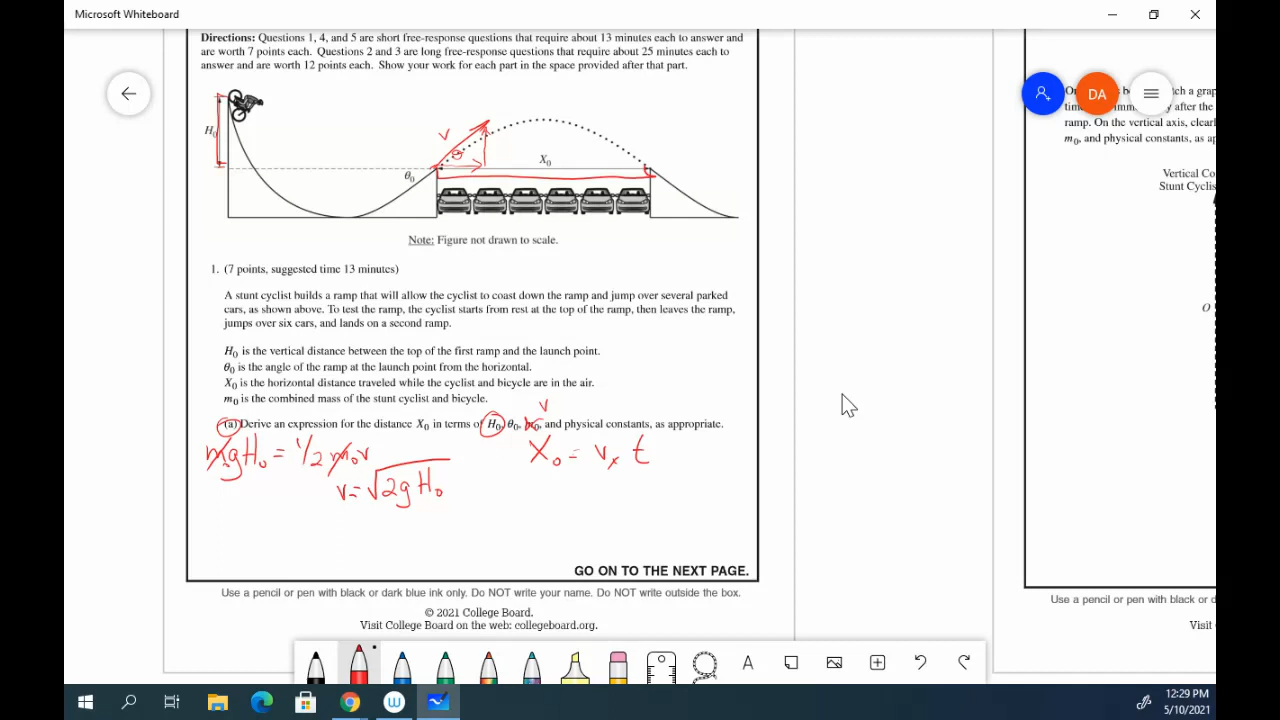 Microsoft Whiteboard
Directions: Questions 1, 4, and 5 are short free-response questions that require about 13 minutes each to answer and
are worth 7 points each. Questions 2 and 3 are long free-response questions that require about 25 minutes each to
answer and are worth 12 points each. Show your work for each part in the space provided after that part.
DA
H₀
v
θ
θ₀
X₀
Note: Figure not drawn to scale.
1. (7 points, suggested time 13 minutes)
A stunt cyclist builds a ramp that will allow the cyclist to coast down the ramp and jump over several parked
cars, as shown above. To test the ramp, the cyclist starts from rest at the top of the ramp, then leaves the ramp,
jumps over six cars, and lands on a second ramp.
H₀ is the vertical distance between the top of the first ramp and the launch point.
θ₀ is the angle of the ramp at the launch point from the horizontal.
X₀ is the horizontal distance traveled while the cyclist and bicycle are in the air.
m₀ is the combined mass of the stunt cyclist and bicycle.
v
(a) Derive an expression for the distance X₀ in terms of H₀, θ₀, m₀, and physical constants, as appropriate.
m₀gH₀ = 1/2 m₀v
X₀ = vₓ t
v = √2gH₀
GO ON TO THE NEXT PAGE.
Use a pencil or pen with black or dark blue ink only. Do NOT write your name. Do NOT write outside the box.
© 2021 College Board.
Visit College Board on the web: collegeboard.org.
ramp. On the vertical axis, clear
m₀, and physical constants, as ap
Vertical Co
Stunt Cyclis
O
Use a pencil or pen with black or d
Visit
A
W
12:29 PM
5/10/2021